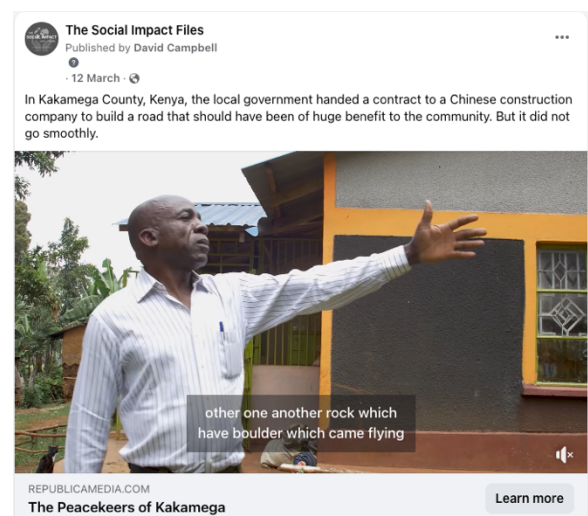 The Social Impact Files
Published by David Campbell
· 12 March ·
In Kakamega County, Kenya, the local government handed a contract to a Chinese construction
company to build a road that should have been of huge benefit to the community. But it did not
go smoothly.
other one another rock which
have boulder which came flying
REPUBLICAMEDIA.COM
The Peacekeers of Kakamega
Learn more